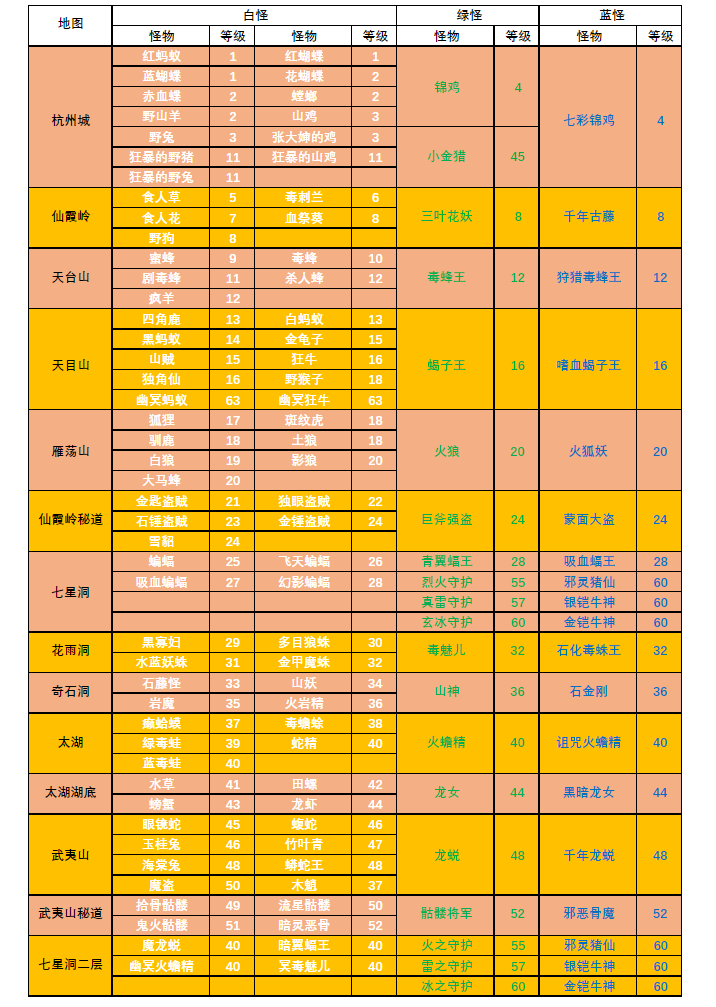 地图 白怪 绿怪 蓝怪
怪物 等级 怪物 等级 怪物 等级 怪物 等级
杭州城 红蚂蚁 1 红蝴蝶 1 锦鸡 4 七彩锦鸡 4
蓝蝴蝶 1 花蝴蝶 2
赤血蝶 2 螳螂 2
野山羊 2 山鸡 3
野兔 3 张大婶的鸡 3 小金猎 45
狂暴的野猪 11 狂暴的山鸡 11
狂暴的野兔 11
仙霞岭 食人草 5 毒刺兰 6 三叶花妖 8 千年古藤 8
食人花 7 血祭葵 8
野狗 8
天台山 蜜蜂 9 毒蜂 10 毒蜂王 12 狩猎毒蜂王 12
剧毒蜂 11 杀人蜂 12
疯羊 12
天目山 四角鹿 13 白蚂蚁 13 蝎子王 16 嗜血蝎子王 16
黑蚂蚁 14 金龟子 15
山贼 15 狂牛 16
独角仙 16 野猴子 18
幽冥蚂蚁 63 幽冥狂牛 63
雁荡山 狐狸 17 斑纹虎 18 火狼 20 火狐妖 20
驯鹿 18 土狼 18
白狼 19 影狼 20
大马蜂 20
仙霞岭秘道 金匙盗贼 21 独眼盗贼 22 巨斧强盗 24 蒙面大盗 24
石锤盗贼 23 金锤盗贼 24
雪貂 24
七星洞 蝙蝠 25 飞天蝙蝠 26 青翼蝠王 28 吸血蝠王 28
吸血蝙蝠 27 幻影蝙蝠 28 烈火守护 55 邪灵猪仙 60
真雷守护 57 银铠牛神 60
玄冰守护 60 金铠牛神 60
花雨洞 黑寡妇 29 多目狼蛛 30 毒魅儿 32 石化毒蛛王 32
水蓝妖蛛 31 金甲魔蛛 32
奇石洞 石藤怪 33 山妖 34 山神 36 石金刚 36
岩魔 35 火岩精 36
太湖 癞蛤蟆 37 毒蟾蜍 38 火蟾精 40 诅咒火蟾精 40
绿毒蛙 39 蛇精 40
蓝毒蛙 40
太湖湖底 水草 41 田螺 42 龙女 44 黑暗龙女 44
螃蟹 43 龙虾 44
武夷山 眼镜蛇 45 蝮蛇 46 龙蜕 48 千年龙蜕 48
玉桂兔 46 竹叶青 47
海棠兔 48 蟒蛇王 48
魔盗 50 木魈 37
武夷山秘道 拾骨骷髅 49 流星骷髅 50 骷髅将军 52 邪恶骨魔 52
鬼火骷髅 51 暗灵恶骨 52
七星洞二层 魔龙蜕 40 暗翼蝠王 40 火之守护 55 邪灵猪仙 60
幽冥火蟾精 40 冥毒魅儿 40 雷之守护 57 银铠牛神 60
冰之守护 60 金铠牛神 60